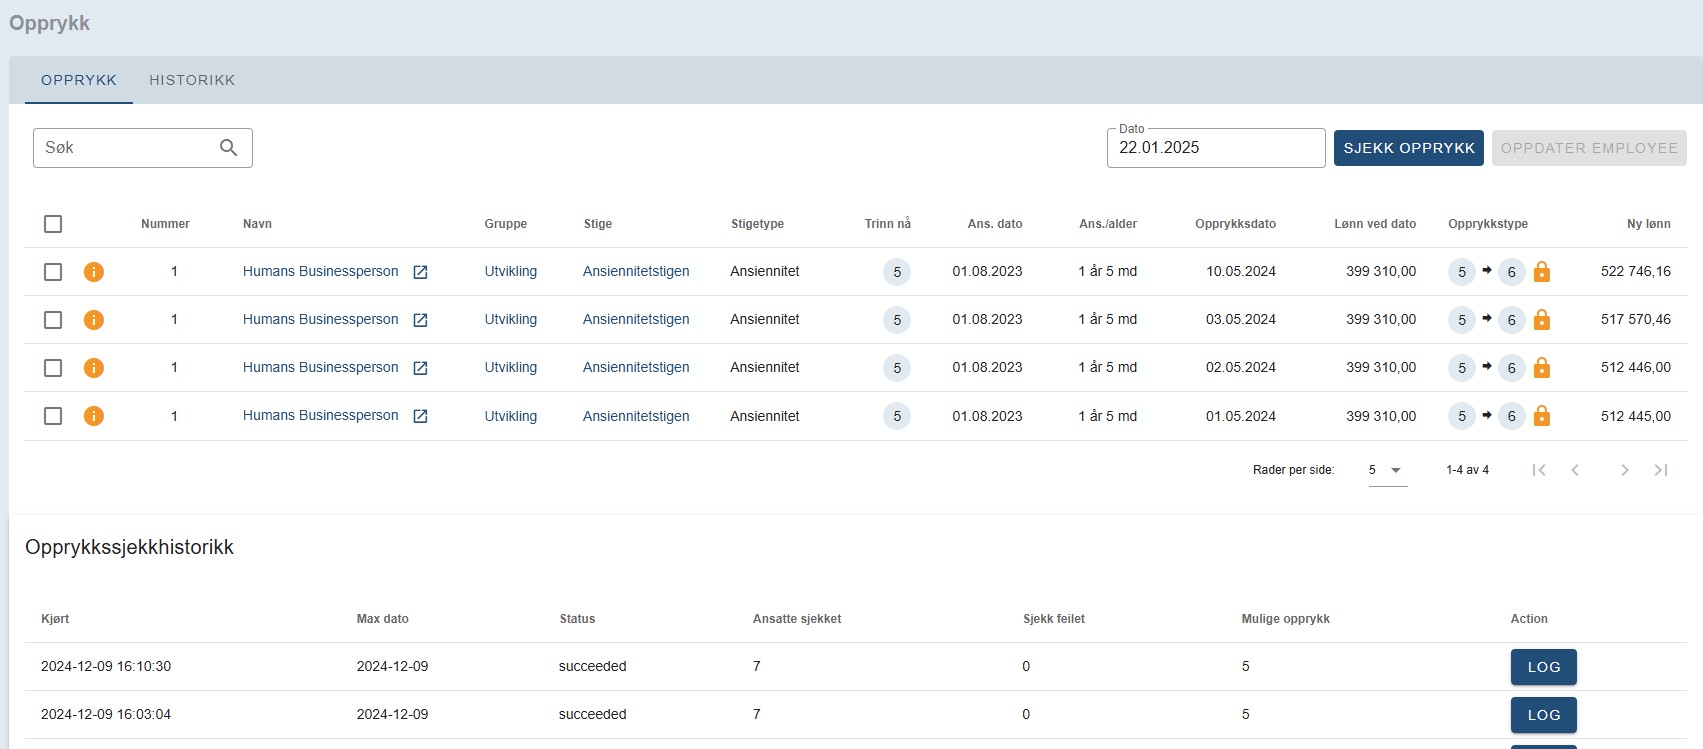 Opprykk
OPPRYKK HISTORIKK
Søk Dato 22.01.2025 SJEKK OPPRYKK OPPDATER EMPLOYEE
Nummer Navn Gruppe Stige Stigetype Trinn nå Ans. dato Ans./alder Opprykksdato Lønn ved dato Opprykkstype Ny lønn
1 Humans Businessperson Utvikling Ansiennitetstigen Ansiennitet 5 01.08.2023 1 år 5 md 10.05.2024 399 310,00 5 6 522 746,16
1 Humans Businessperson Utvikling Ansiennitetstigen Ansiennitet 5 01.08.2023 1 år 5 md 03.05.2024 399 310,00 5 6 517 570,46
1 Humans Businessperson Utvikling Ansiennitetstigen Ansiennitet 5 01.08.2023 1 år 5 md 02.05.2024 399 310,00 5 6 512 446,00
1 Humans Businessperson Utvikling Ansiennitetstigen Ansiennitet 5 01.08.2023 1 år 5 md 01.05.2024 399 310,00 5 6 512 445,00
Rader per side: 5 1-4 av 4
Opprykkssjekkhistorikk
Kjørt Max dato Status Ansatte sjekket Sjekk feilet Mulige opprykk Action
2024-12-09 16:10:30 2024-12-09 succeeded 7 0 5 LOG
2024-12-09 16:03:04 2024-12-09 succeeded 7 0 5 LOG